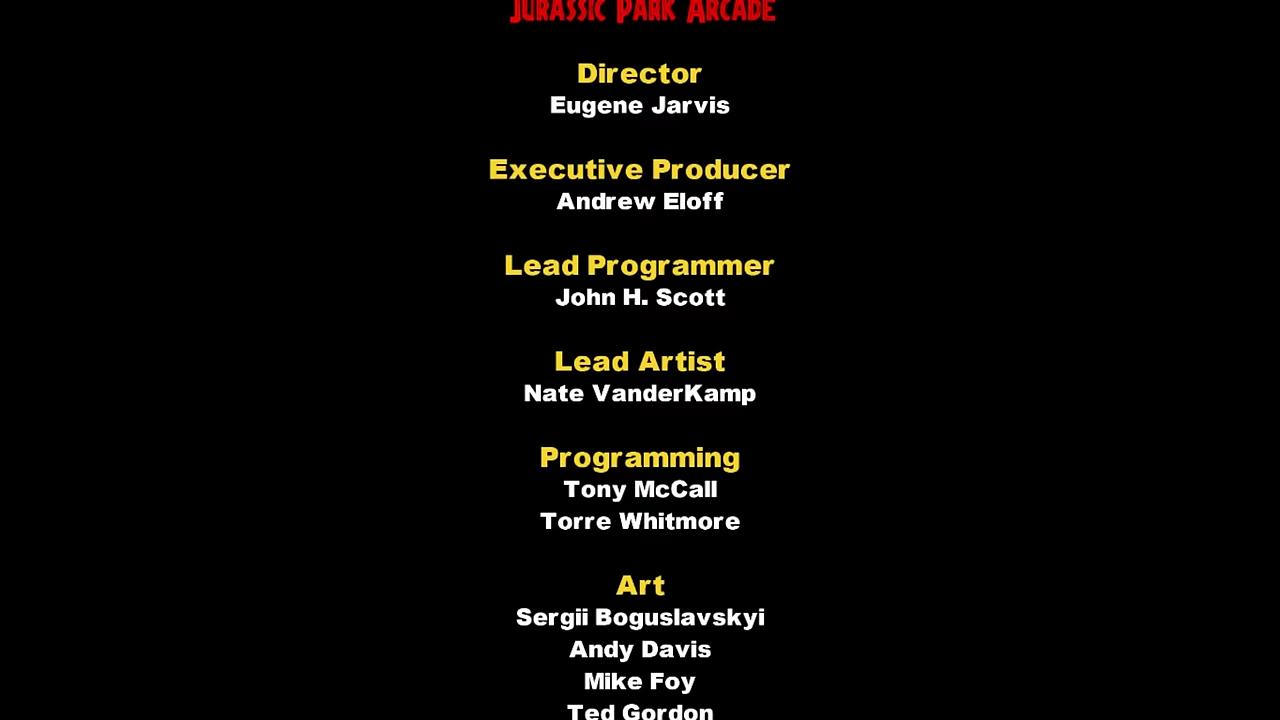 Jurassic Park Arcade
Director
Eugene Jarvis
Executive Producer
Andrew Eloff
Lead Programmer
John H. Scott
Lead Artist
Nate VanderKamp
Programming
Tony McCall
Torre Whitmore
Art
Sergii Boguslavskyi
Andy Davis
Mike Foy
Ted Gordon